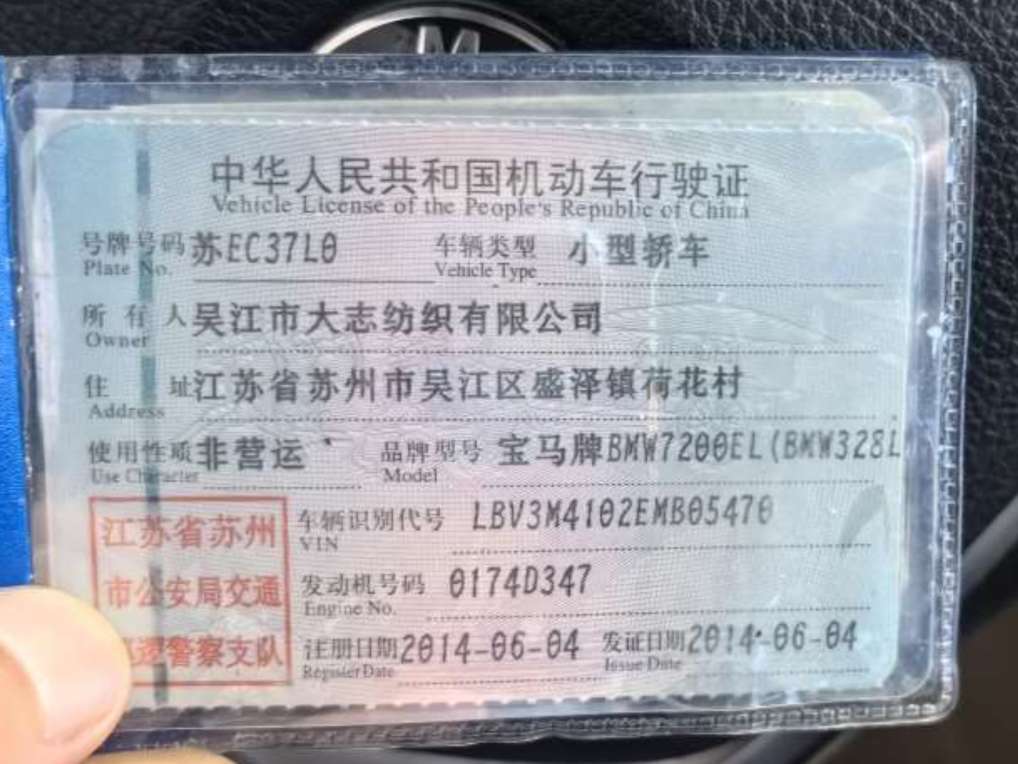 M
中华人民共和国机动车行驶证
Vehicle License of the People's Republic of China
号牌号码 苏EC37L0 车辆类型 小型轿车
Plate No. Vehicle Type
所有人 吴江市大志纺织有限公司
Owner
住址 江苏省苏州市吴江区盛泽镇荷花村
Address
使用性质 非营运 品牌型号 宝马牌BMW7200EL(BMW328L
Use Character Model
江苏省苏州 车辆识别代号 LBV3M4102EMB05470
VIN
市公安局交通 发动机号码 0174D347
Engine No.
巡警察支队 注册日期 2014-06-04 发证日期 2014-06-04
Register Date Issue Date